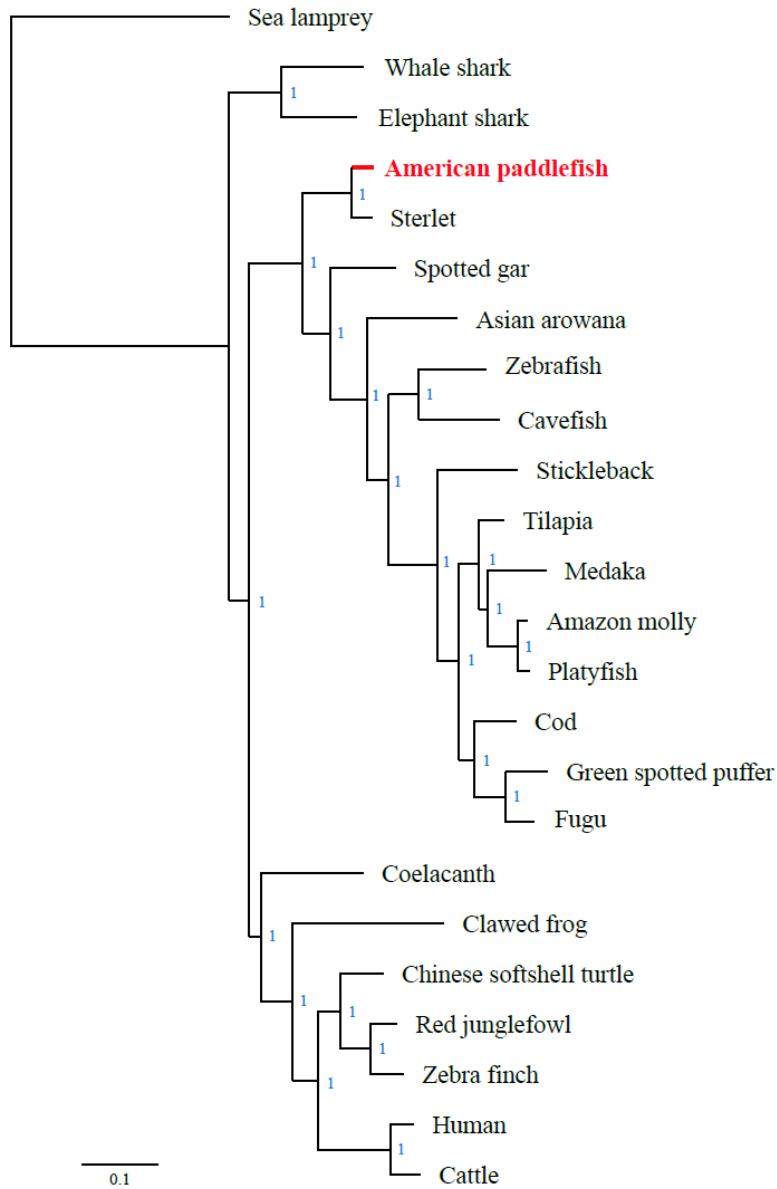 Sea lamprey
Whale shark
1
Elephant shark
American paddlefish
1
Sterlet
1
Spotted gar
Asian arowana
1
Zebrafish
1
1
Cavefish
Stickleback
1
Tilapia
1
1
Medaka
1
1
Amazon molly
1
1
Platyfish
Cod
1
Green spotted puffer
1
Fugu
Coelacanth
Clawed frog
1
Chinese softshell turtle
1
1
Red junglefowl
1
Zebra finch
1
Human
1
Cattle
0.1